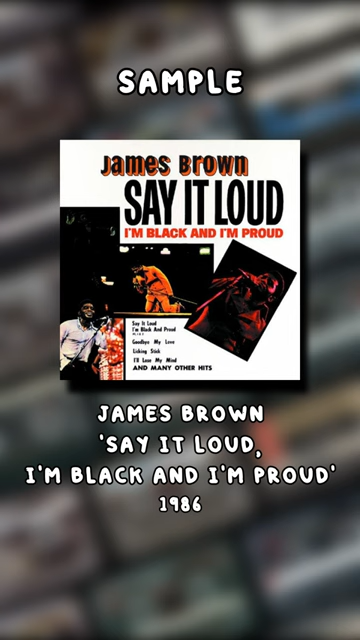 SAMPLE
James Brown
SAY IT LOUD
I'M BLACK AND I'M PROUD
Say It Loud
I'm Black And Proud
Goodbye My Love
Licking Stick
I'll Lose My Mind
AND MANY OTHER HITS
JAMES BROWN
'SAY IT LOUD,
I'M BLACK AND I'M PROUD'
1986